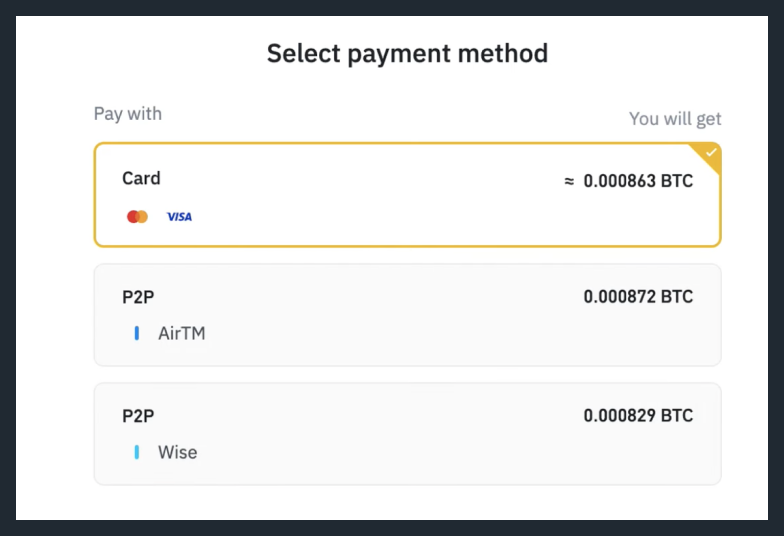 Select payment method
Pay with
You will get
Card
≈ 0.000863 BTC
VISA
P2P
0.000872 BTC
AirTM
P2P
0.000829 BTC
Wise